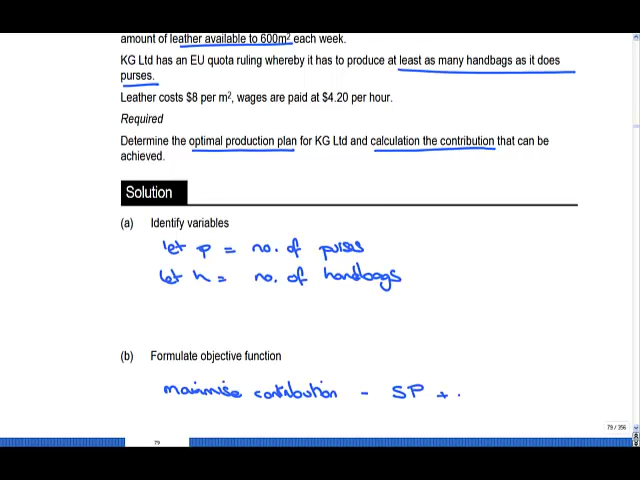 amount of leather available to 600m² each week.
KG Ltd has an EU quota ruling whereby it has to produce at least as many handbags as it does
purses.
Leather costs $8 per m², wages are paid at $4.20 per hour.
Required
Determine the optimal production plan for KG Ltd and calculation the contribution that can be
achieved.
Solution
(a) Identify variables
let p = no. of purses
let h = no. of handbags
(b) Formulate objective function
maximise contribution - SP + .
79 / 356
79